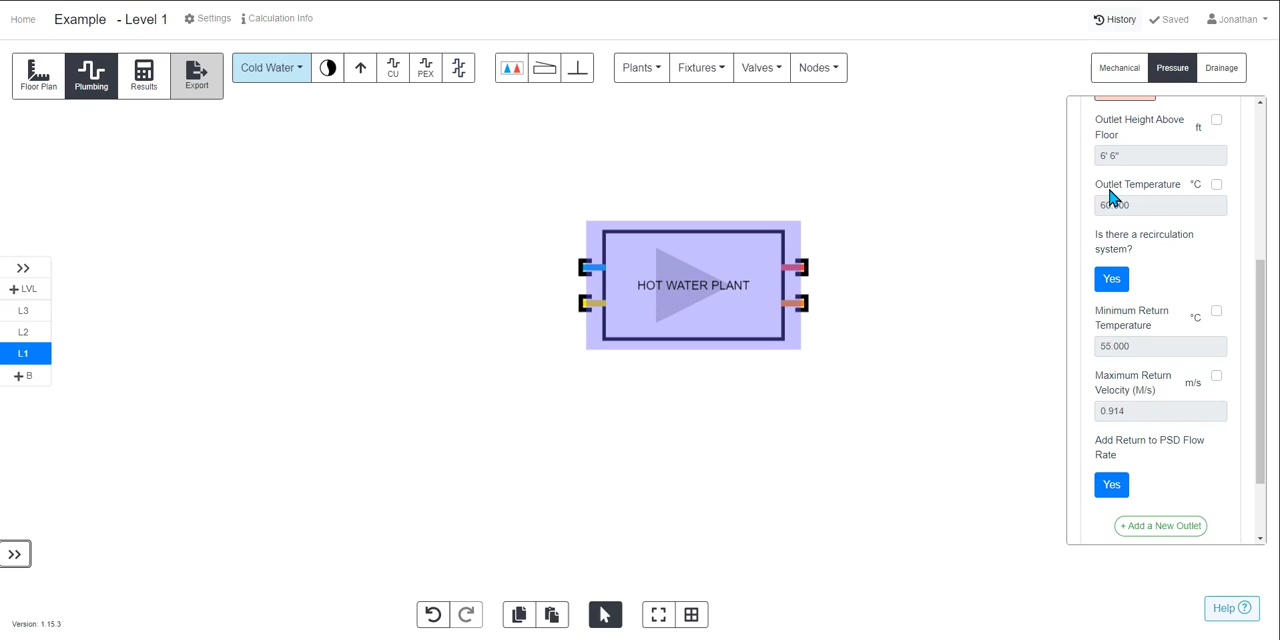 Home Example - Level 1 Settings Calculation Info History Saved Jonathan
Floor Plan Plumbing Results Export Cold Water CU PEX Plants Fixtures Valves Nodes Mechanical Pressure Drainage
Outlet Height Above Floor ft
6' 6"
Outlet Temperature °C
Is there a recirculation
system?
Yes
Minimum Return
Temperature °C
55.000
Maximum Return
Velocity (M/s) m/s
0.914
Add Return to PSD Flow
Rate
Yes
+ Add a New Outlet
HOT WATER PLANT
LVL
L3
L2
L1
B
Help
Version: 1.15.3